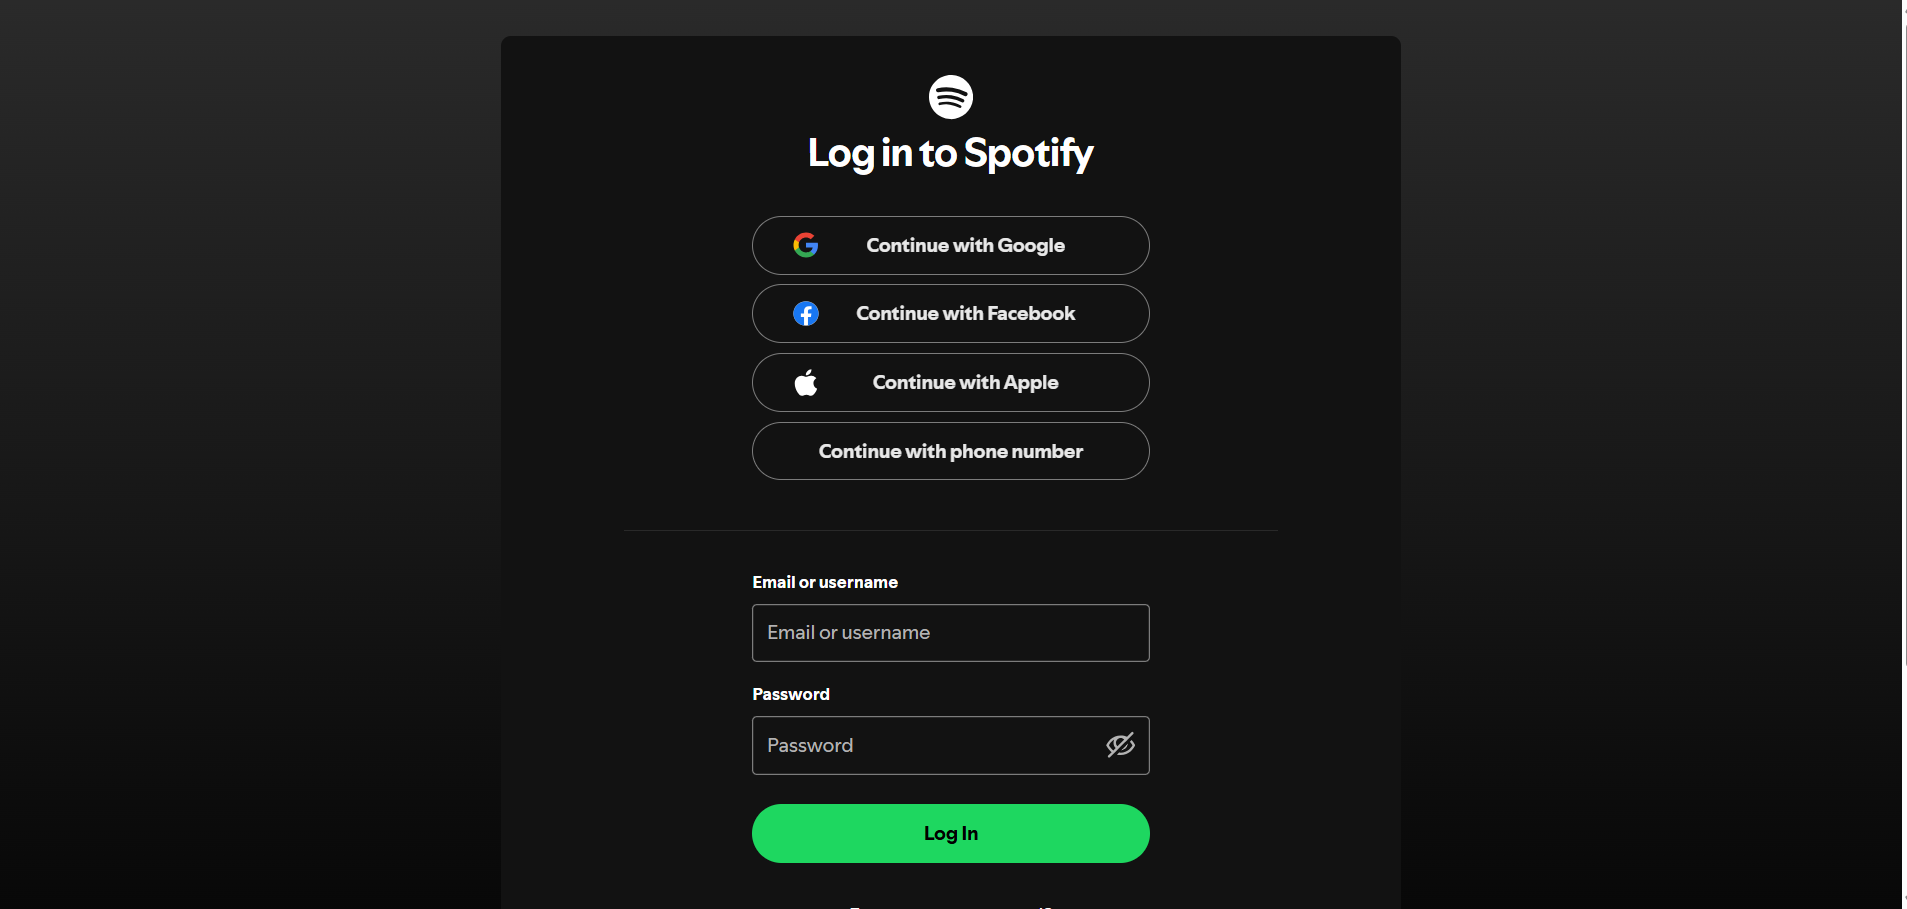 Log in to Spotify
Continue with Google
Continue with Facebook
Continue with Apple
Continue with phone number
Email or username
Email or username
Password
Password
Log In